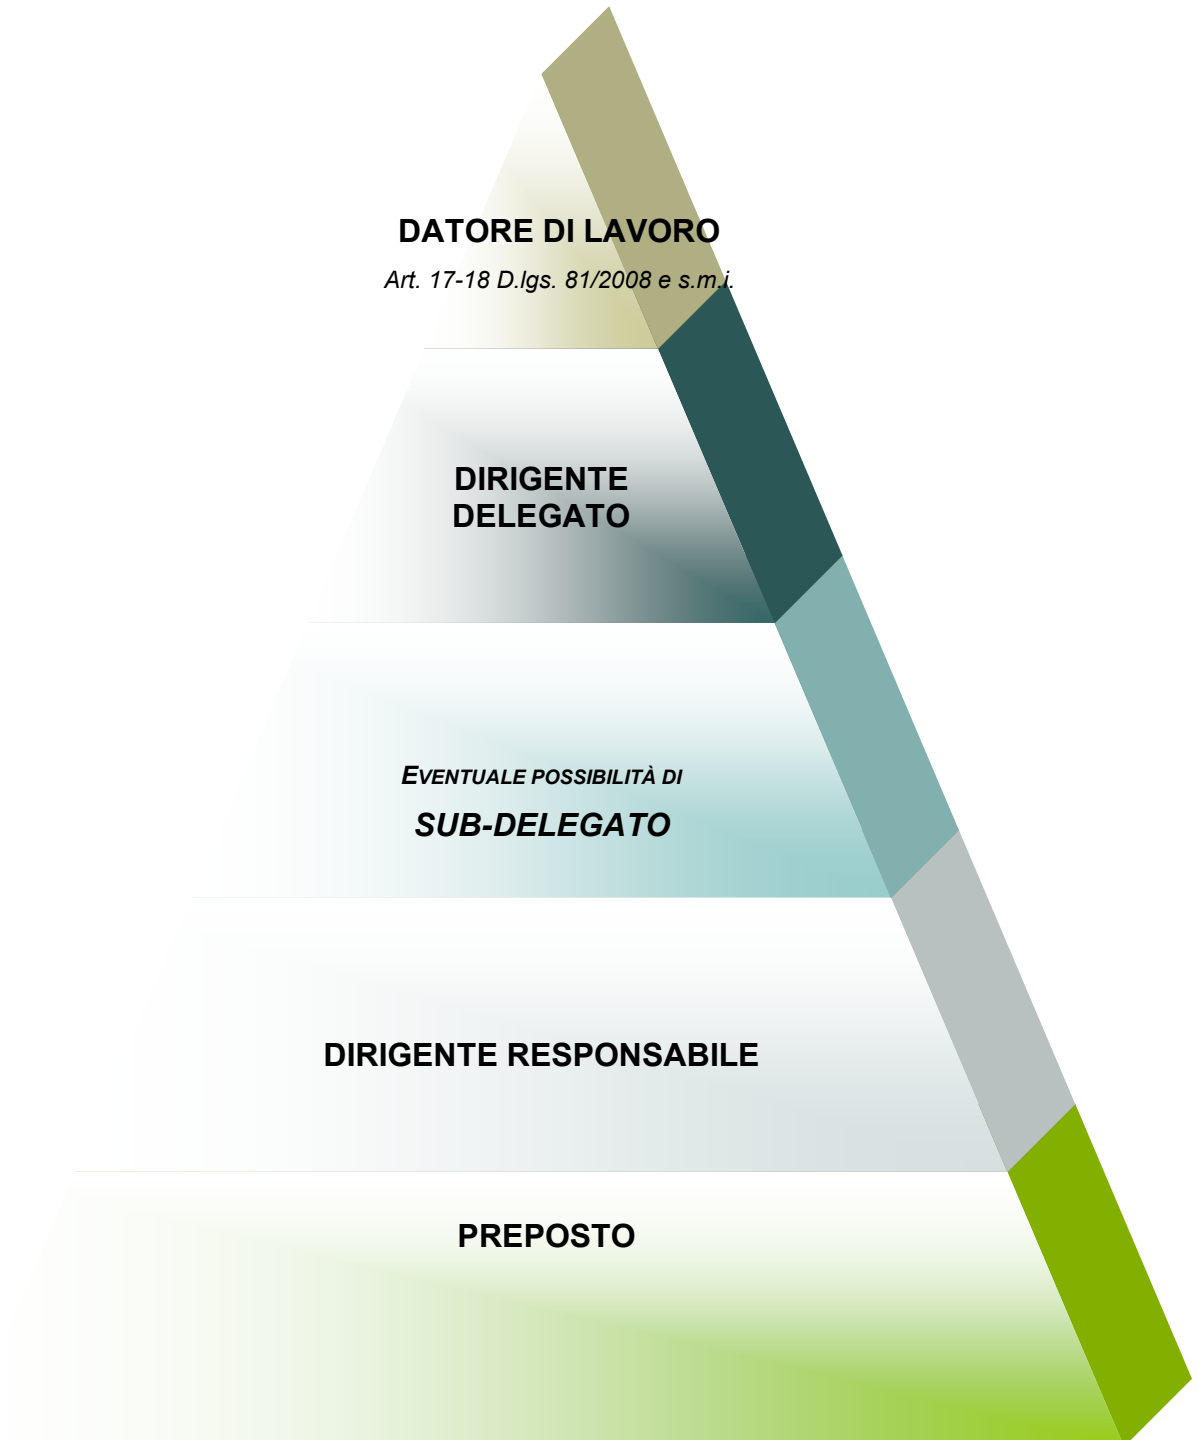 DATORE DI LAVORO
Art. 17-18 D.lgs. 81/2008 e s.m.i.
DIRIGENTE
DELEGATO
EVENTUALE POSSIBILITÀ DI
SUB-DELEGATO
DIRIGENTE RESPONSABILE
PREPOSTO